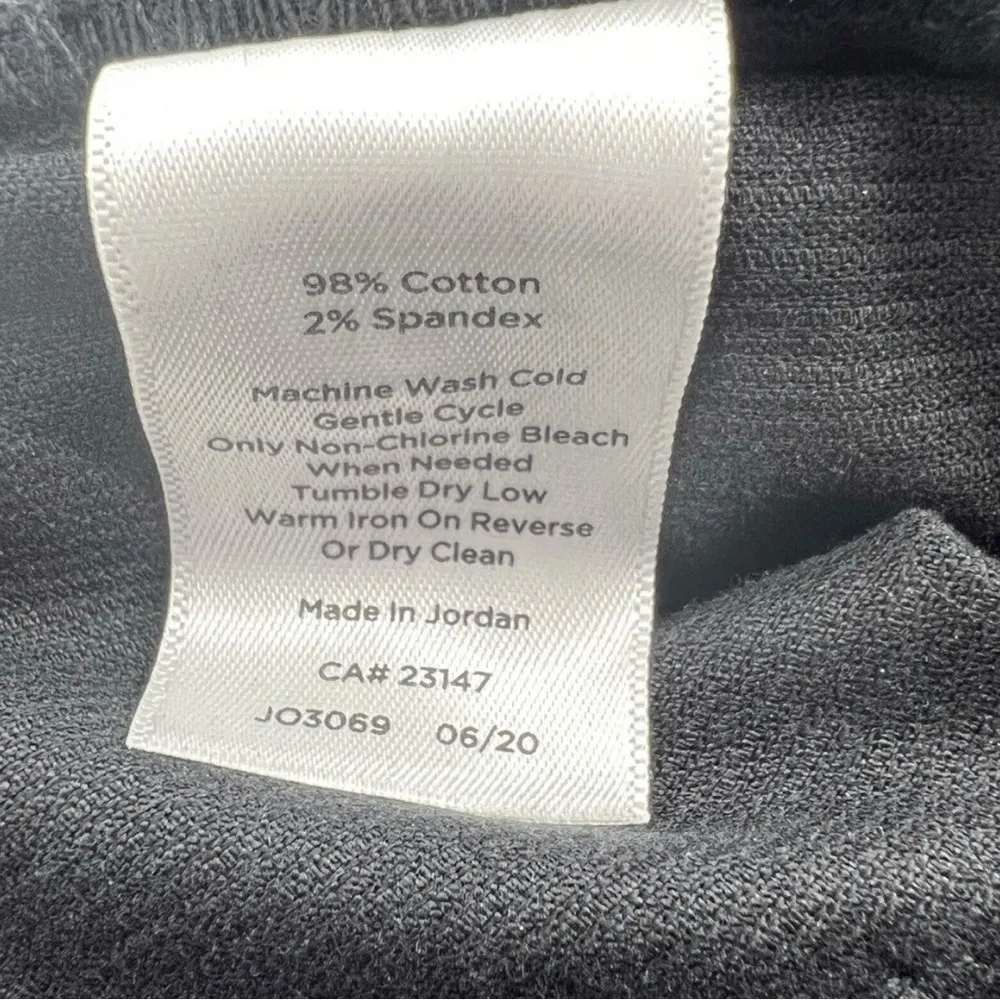 98% Cotton
2% Spandex
Machine Wash Cold
Gentle Cycle
Only Non-Chlorine Bleach
When Needed
Tumble Dry Low
Warm Iron On Reverse
Or Dry Clean
Made In Jordan
CA# 23147
JO3069 06/20